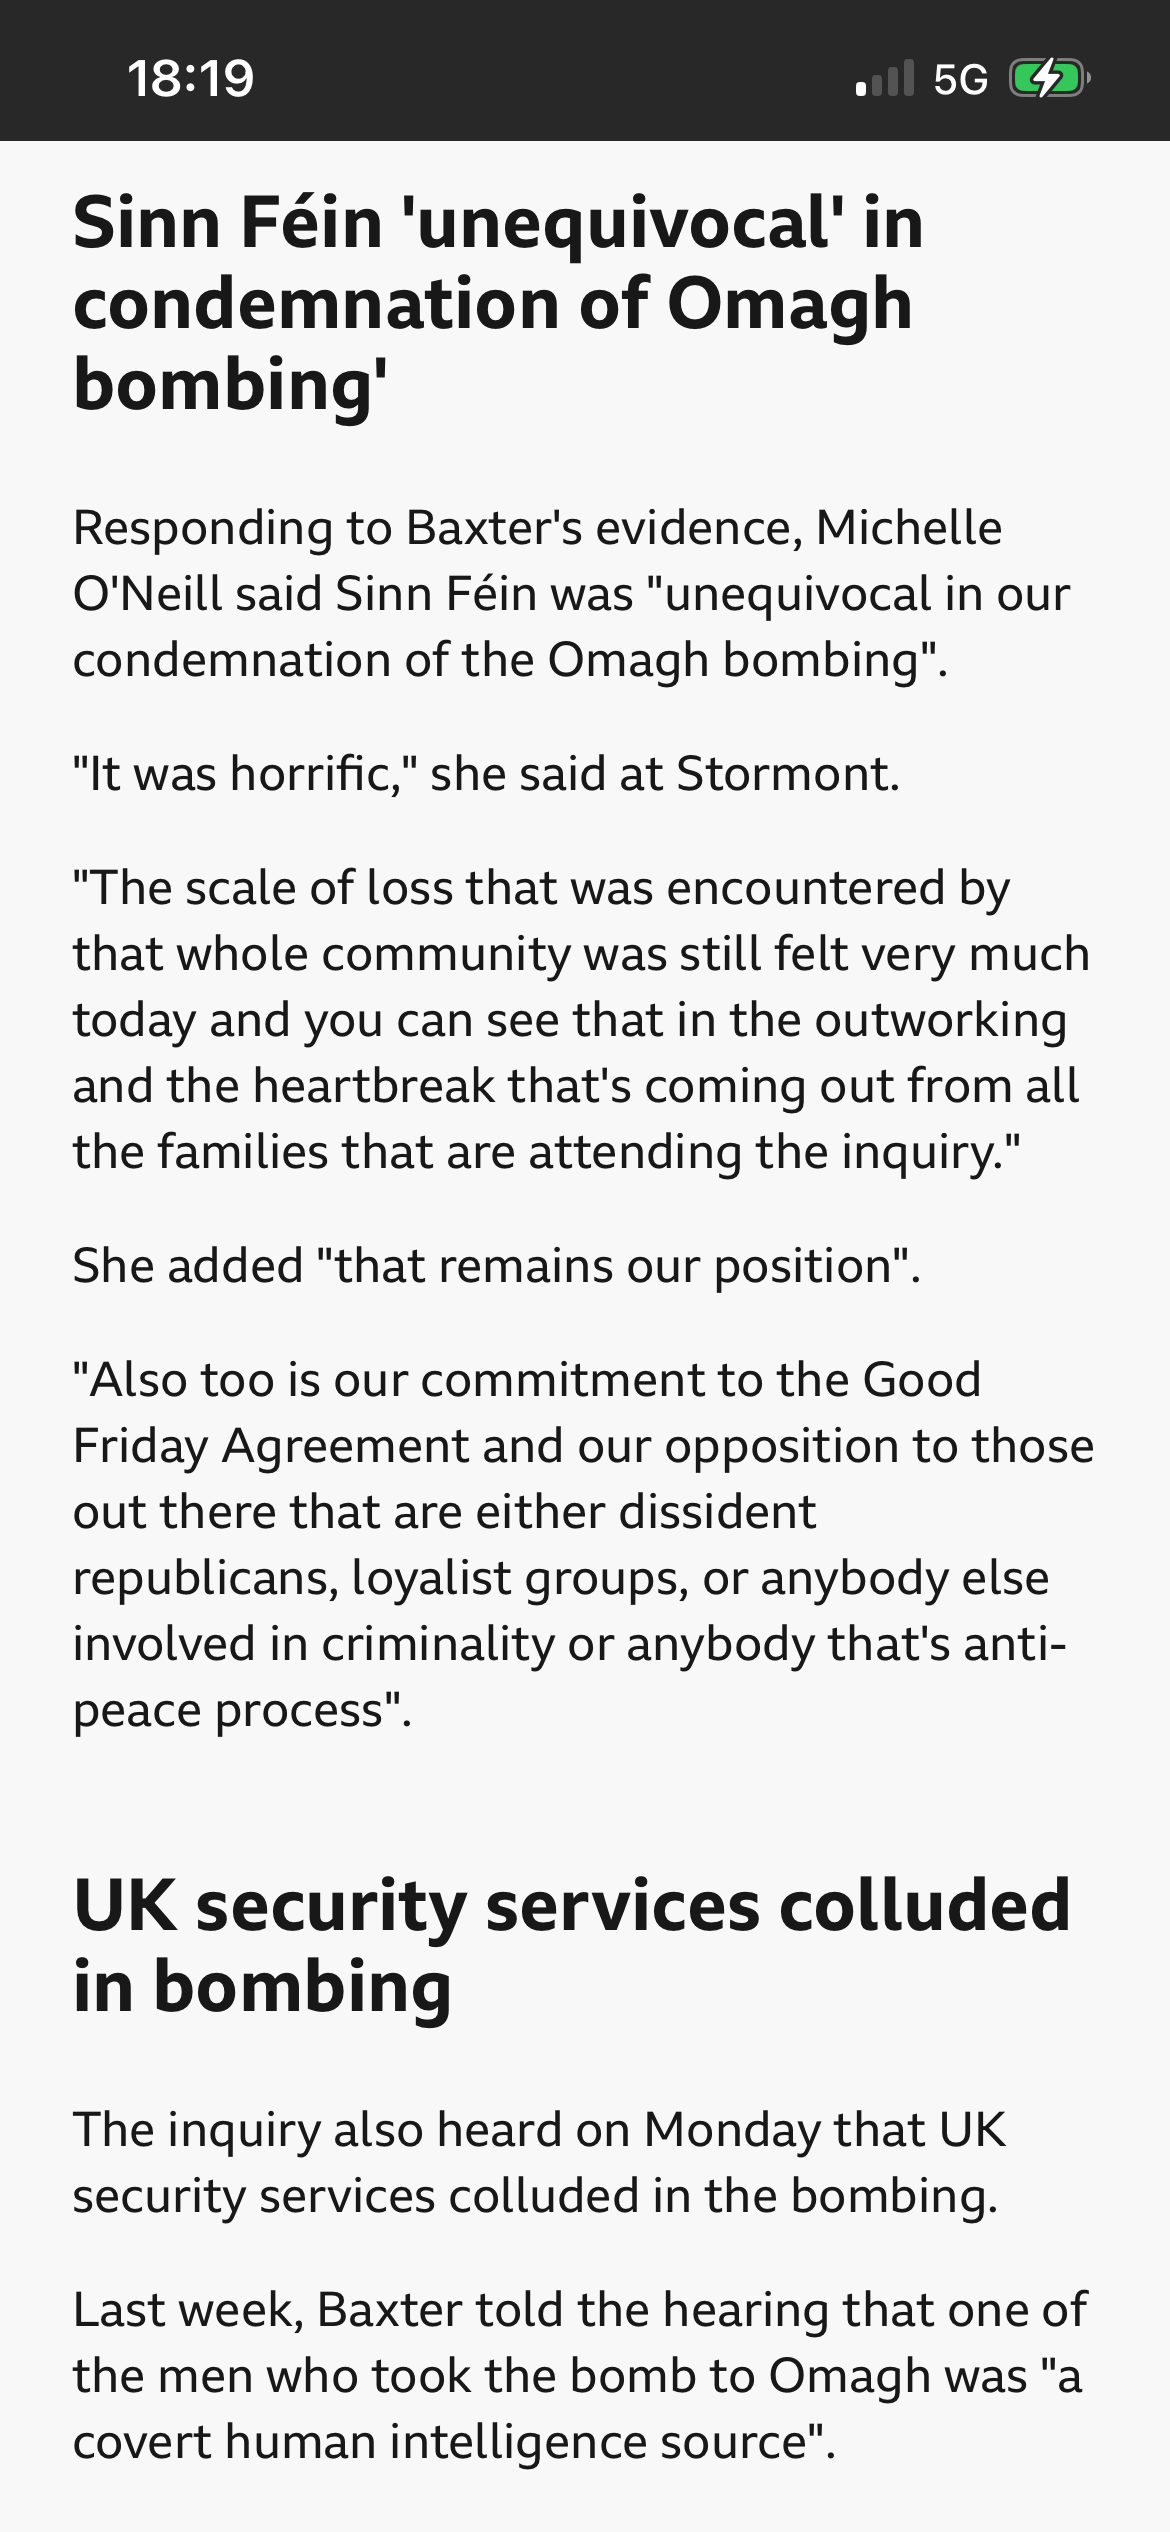 18:19
5G
Sinn Féin 'unequivocal' in
condemnation of Omagh
bombing'
Responding to Baxter's evidence, Michelle
O'Neill said Sinn Féin was "unequivocal in our
condemnation of the Omagh bombing".
"It was horrific," she said at Stormont.
"The scale of loss that was encountered by
that whole community was still felt very much
today and you can see that in the outworking
and the heartbreak that's coming out from all
the families that are attending the inquiry."
She added "that remains our position".
"Also too is our commitment to the Good
Friday Agreement and our opposition to those
out there that are either dissident
republicans, loyalist groups, or anybody else
involved in criminality or anybody that's anti-
peace process".
UK security services colluded
in bombing
The inquiry also heard on Monday that UK
security services colluded in the bombing.
Last week, Baxter told the hearing that one of
the men who took the bomb to Omagh was "a
covert human intelligence source".